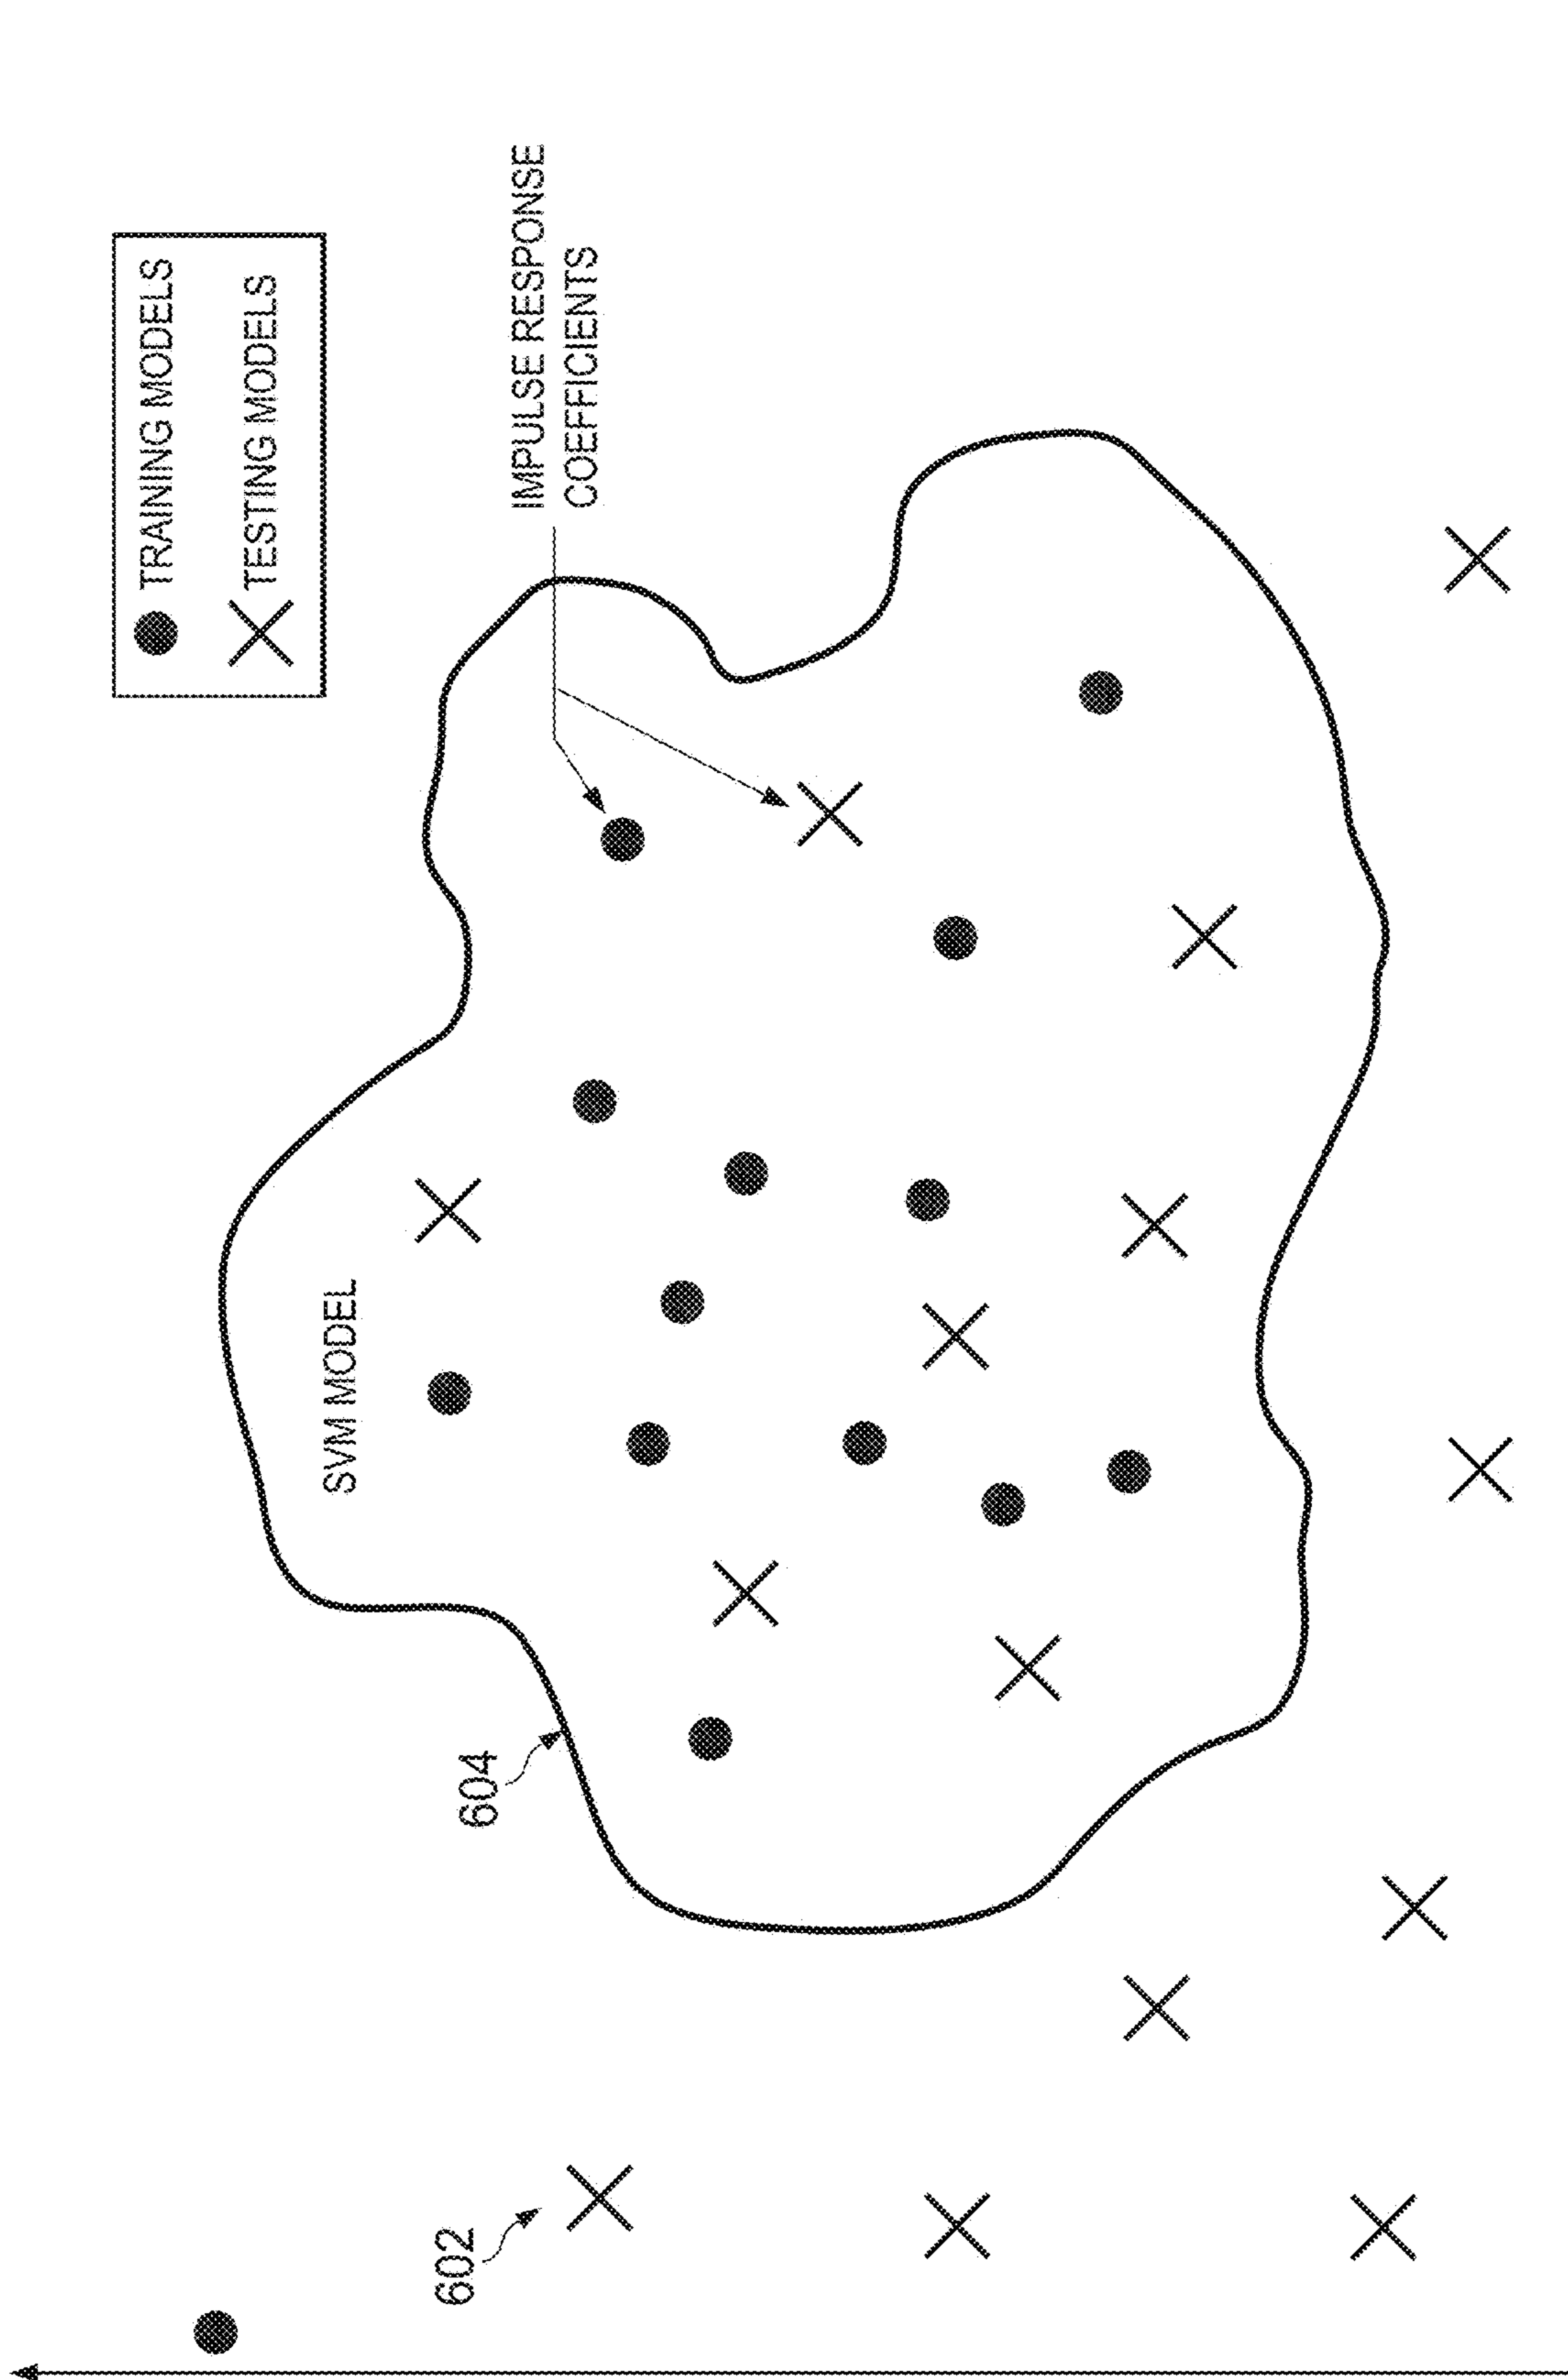 TRAINING MODELS
TESTING MODELS
IMPULSE RESPONSE
COEFFICIENTS
SVM MODEL
604
602